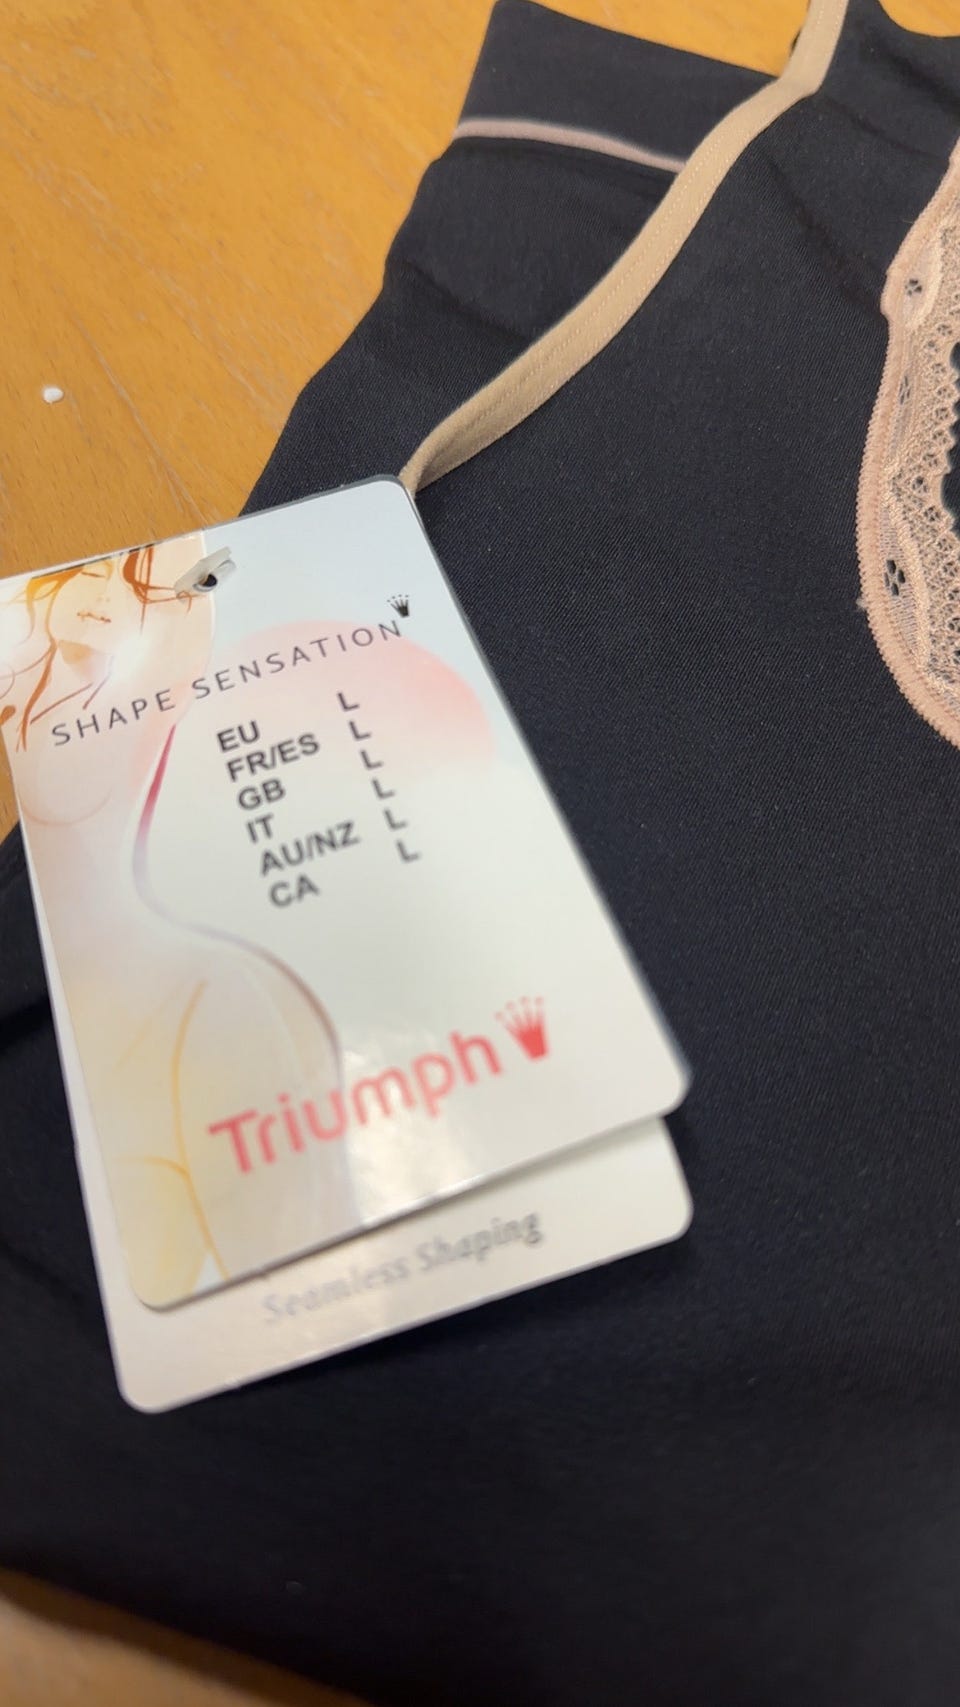 SHAPE SENSATION
EU L
FR/ES L
GB L
IT L
AU/NZ L
CA L
Triumph
Seamless Shaping